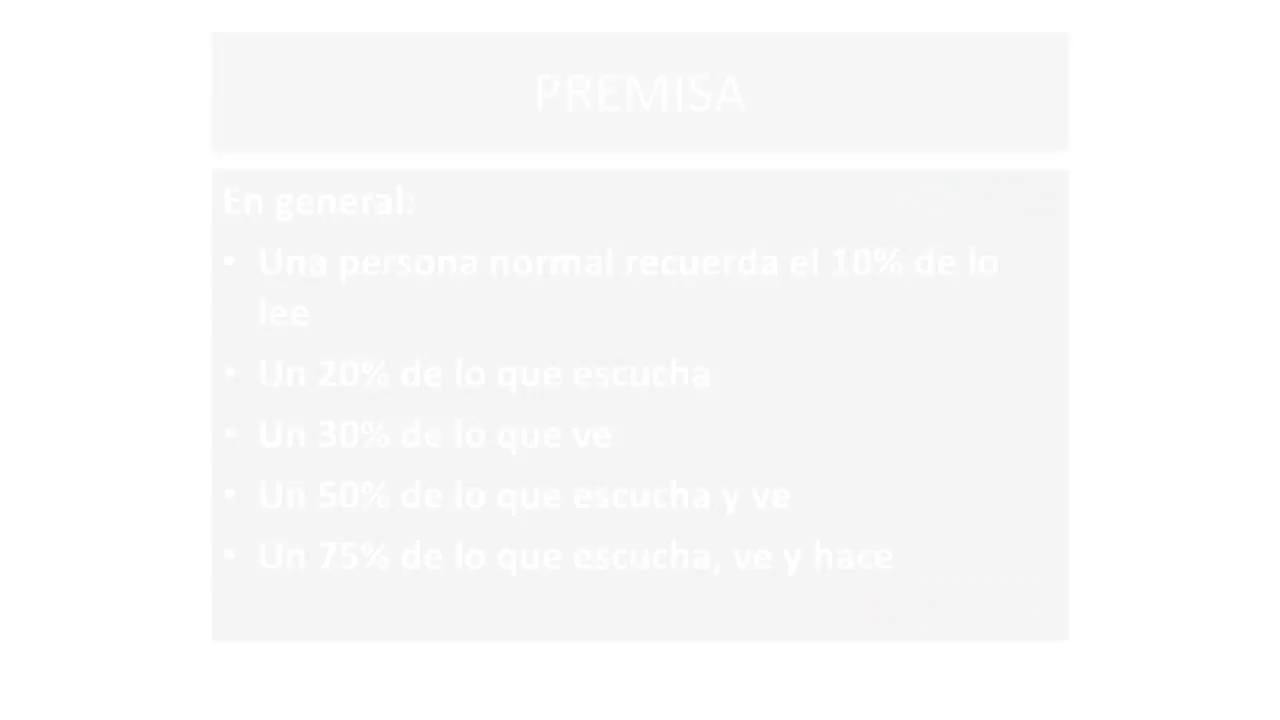 PREMISA
En general:
• Una persona normal recuerda el 10% de lo
lee
• Un 20% de lo que escucha
• Un 30% de lo que ve
• Un 50% de lo que escucha y ve
• Un 75% de lo que escucha, ve y hace